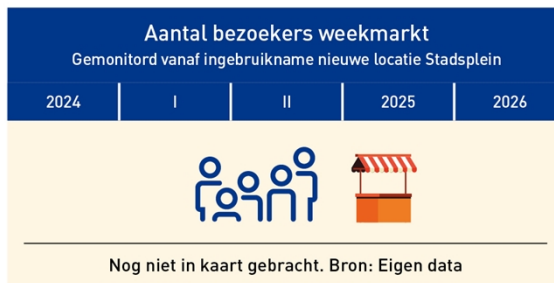 Aantal bezoekers weekmarkt
Gemonitord vanaf ingebruikname nieuwe locatie Stadsplein
2024 I II 2025 2026
Nog niet in kaart gebracht. Bron: Eigen data